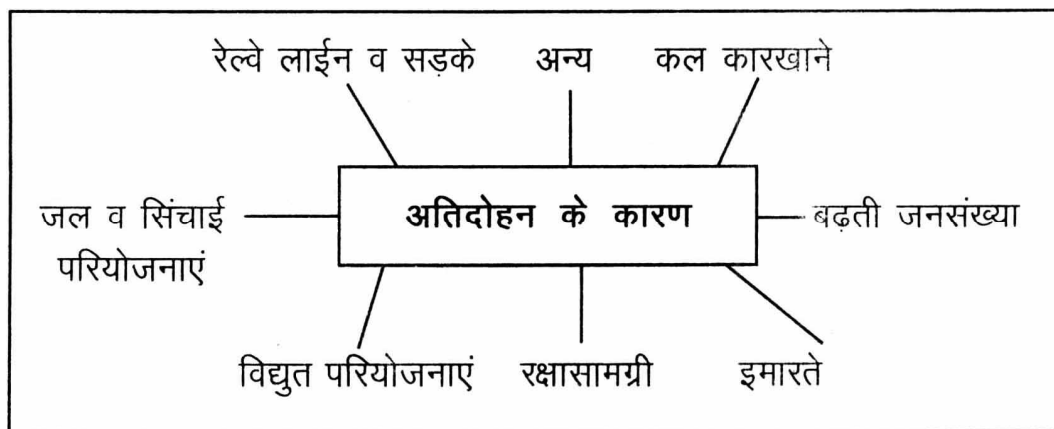 रेल्वे लाईन व सड़के अन्य कल कारखाने
जल व सिंचाई अतिदोहन के कारण बढ़ती जनसंख्या
परियोजनाएं
विद्युत परियोजनाएं रक्षासामग्री इमारते